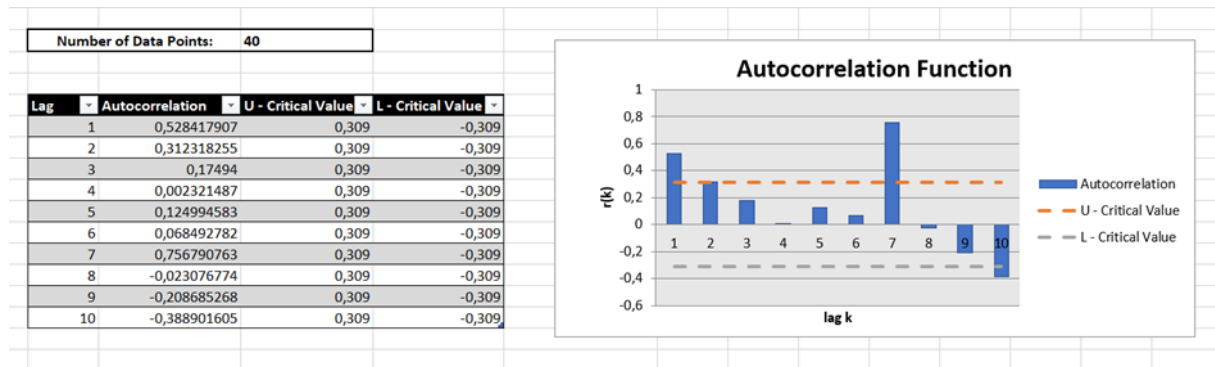 Number of Data Points: 40
Lag Autocorrelation U - Critical Value L - Critical Value
1 0,528417907 0,309 -0,309
2 0,312318255 0,309 -0,309
3 0,17494 0,309 -0,309
4 0,002321487 0,309 -0,309
5 0,124994583 0,309 -0,309
6 0,068492782 0,309 -0,309
7 0,756790763 0,309 -0,309
8 -0,023076774 0,309 -0,309
9 -0,208685268 0,309 -0,309
10 -0,388901605 0,309 -0,309
Autocorrelation Function
1
0,8
0,6
0,4
0,2
0
-0,2
-0,4
-0,6
r(k)
1 2 3 4 5 6 7 8 9 10
lag k
Autocorrelation
U - Critical Value
L - Critical Value